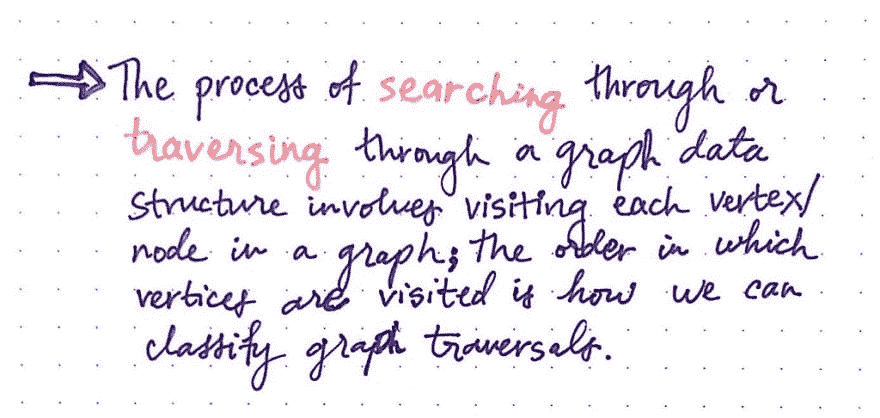 The process of searching through or
traversing through a graph data
structure involves visiting each vertex/
node in a graph; the order in which
vertices are visited is how we can
classify graph traversals.